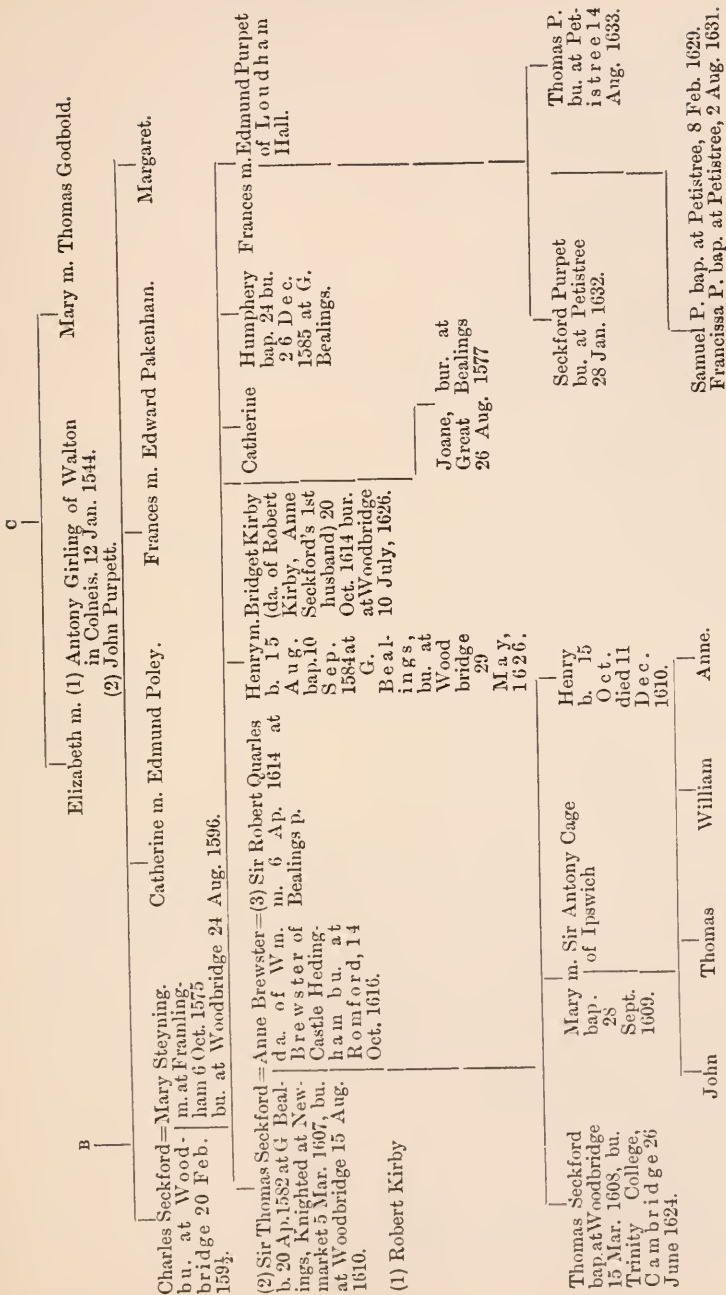 C
Elizabeth m. (1) Antony Girling of Walton
in Colneis. 12 Jan. 1544.
(2) John Purpett.
Mary m. Thomas Godbold.
B
Charles Seckford=Mary Steyning.
bu. at Wood-
bridge 20 Feb.
159½.
m. at Framling-
ham 6 Oct. 1575
bu. at Woodbridge 24 Aug. 1596.
Catherine m. Edmund Poley.
Frances m. Edward Pakenham.
Margaret.
(2) Sir Thomas Seckford=Anne Brewster=(3) Sir Robert Quarles
b. 20 Ap. 1582 at G Beal-
ings, Knighted at New-
market 5 Mar. 1607, bu.
at Woodbridge 15 Aug.
1610.
da. of Wm.
Brewster of
Castle Heding-
ham bu. at
Romford, 14
Oct. 1616.
m. 6 Ap. 1614 at
Bealings p.
(1) Robert Kirby
Henry m. Bridget Kirby
b. 15
Aug.
bap. 10
Sep.
1584 at
G.
Beal-
ings,
bu. at
Wood
bridge
29
May,
1626.
(da. of Robert
Kirby, Anne
Seckford's 1st
husband) 20
Oct. 1614 bur.
at Woodbridge
10 July, 1626.
Catherine
Humphery
bap. 24 bu.
26 Dec.
1585 at G.
Bealings.
Frances m. Edmund Purpet
of Loudham
Hall.
Joane, bur. at
Great Bealings
26 Aug. 1577
Seckford Purpet
bu. at Petistree
28 Jan. 1632.
Thomas P.
bu. at Pet-
istree 14
Aug. 1633.
Samuel P. bap. at Petistree, 8 Feb. 1629.
Francissa P. bap. at Petistree, 2 Aug. 1631.
Thomas Seckford
bap. at Woodbridge
15 Mar. 1608, bu.
Trinity College,
Cambridge 26
June 1624.
Mary m. Sir Antony Cage
of Ipswich
bap.
28
Sept.
1609.
Henry
b. 15
Oct.
died 11
Dec.
1610.
John
Thomas
William
Anne.